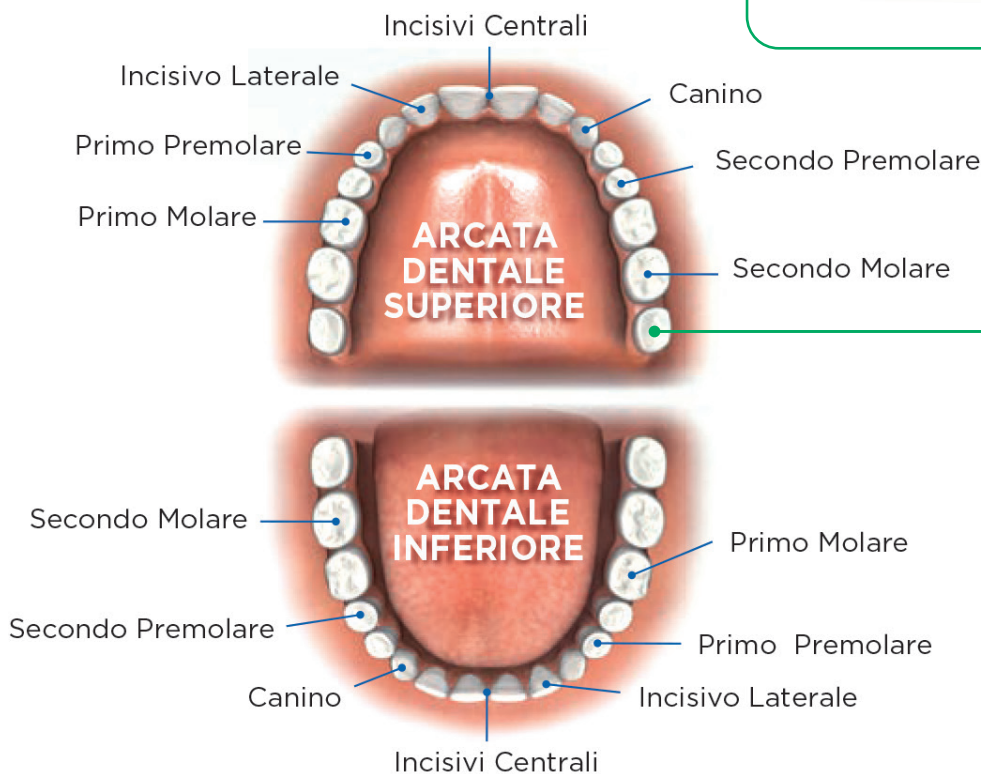 Incisivi Centrali
Incisivo Laterale
Canino
Primo Premolare
Secondo Premolare
Primo Molare
ARCATA
DENTALE
SUPERIORE
Secondo Molare
ARCATA
DENTALE
INFERIORE
Secondo Molare
Primo Molare
Secondo Premolare
Primo Premolare
Canino
Incisivo Laterale
Incisivi Centrali